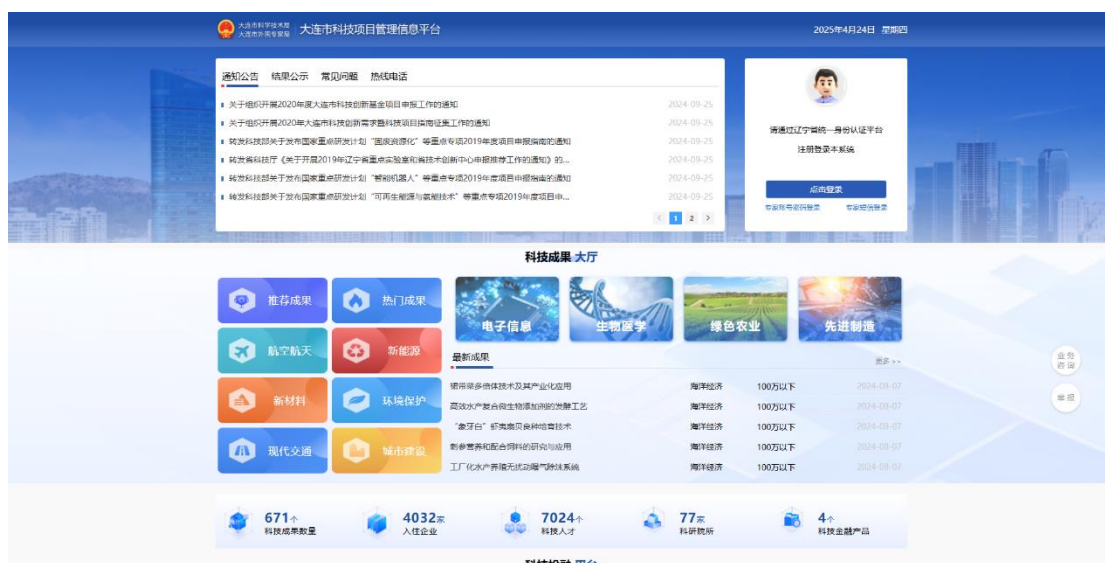 大连市科学技术局
大连市外国专家局
大连市科技项目管理信息平台
2025年4月24日 星期四
通知公告 结果公示 常见问题 热线电话
关于组织开展2020年度大连市科技创新基金项目申报工作的通知 2024-09-25
关于组织开展2020年大连市科技创新需求暨科技项目指南征集工作的通知 2024-09-25
转发科技部关于发布国家重点研发计划“固废资源化”等重点专项2019年度项目申报指南的通知 2024-09-25
转发省科技厅《关于开展2019年辽宁省重点实验室和省技术创新中心申报推荐工作的通知》的... 2024-09-25
转发科技部关于发布国家重点研发计划“智能机器人”等重点专项2019年度项目申报指南的通知 2024-09-25
转发科技部关于发布国家重点研发计划“可再生能源与氢能技术”等重点专项2019年度项目申... 2024-09-25
< 1 2 >
请通过辽宁省统一身份认证平台
注册登录本系统
点击登录
专家账号密码登录 专家短信登录
科技成果 大厅
推荐成果 热门成果
航空航天 新能源
新材料 环境保护
现代交通 城市建设
电子信息 生物医学 绿色农业 先进制造
最新成果 更多 >>
裙带菜多倍体技术及其产业化应用 海洋经济 100万以下 2024-08-07
高效水产复合微生物添加剂的发酵工艺 海洋经济 100万以下 2024-08-07
“象牙白”虾夷扇贝良种培育技术 海洋经济 100万以下 2024-08-07
刺参营养和配合饲料的研究与应用 海洋经济 100万以下 2024-08-07
工厂化水产养殖无扰动曝气除沫系统 海洋经济 100万以下 2024-08-07
业务
咨询
举报
671个 4032家 7024个 77家 4个
科技成果数量 入住企业 科技人才 科研院所 科技金融产品
科技投融 平台